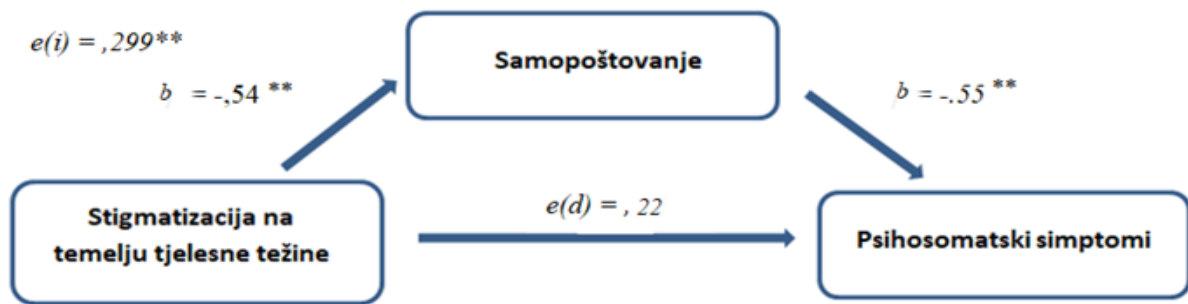 e(i) = ,299**
b = -,54 **
Samopoštovanje
b = -.55 **
Stigmatizacija na
temelju tjelesne težine
e(d) = , 22
Psihosomatski simptomi